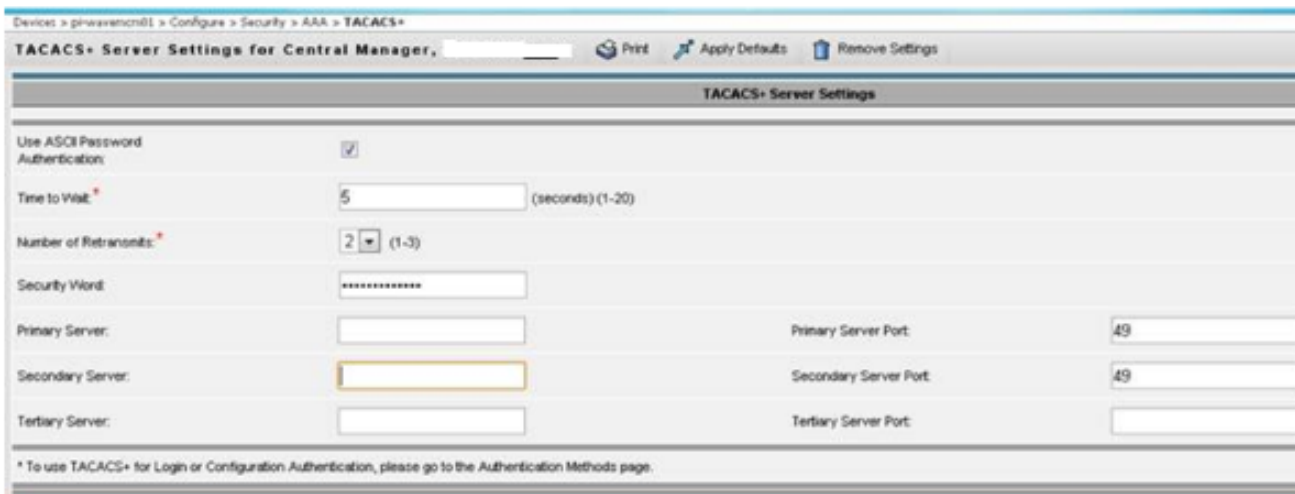 Devices > pi-wavemcm01 > Configure > Security > AAA > TACACS+
TACACS+ Server Settings for Central Manager, Print Apply Defaults Remove Settings
TACACS+ Server Settings
Use ASCII Password
Authentication:
Time to Wait:* 5 (seconds) (1-20)
Number of Retransmits:* 2 (1-3)
Security Word: •••••••••••••
Primary Server: Primary Server Port: 49
Secondary Server: Secondary Server Port: 49
Tertiary Server: Tertiary Server Port:
* To use TACACS+ for Login or Configuration Authentication, please go to the Authentication Methods page.